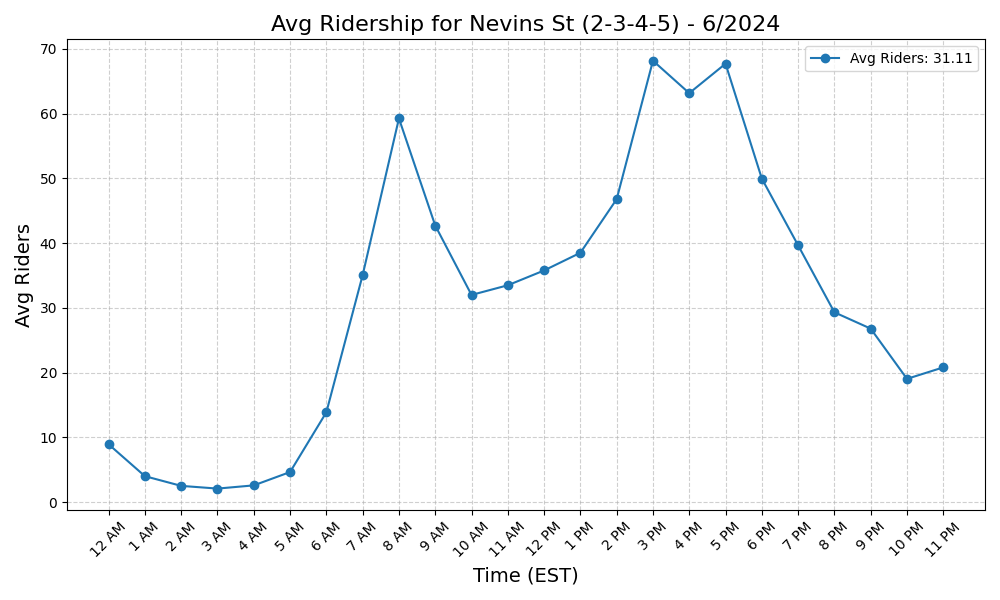 Avg Ridership for Nevins St (2-3-4-5) - 6/2024
Avg Riders: 31.11
Avg Riders
70
60
50
40
30
20
10
0
12 AM
1 AM
2 AM
3 AM
4 AM
5 AM
6 AM
7 AM
8 AM
9 AM
10 AM
11 AM
12 PM
1 PM
2 PM
3 PM
4 PM
5 PM
6 PM
7 PM
8 PM
9 PM
10 PM
11 PM
Time (EST)